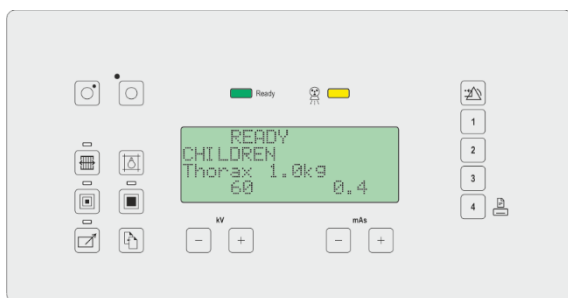 Ready
1
READY
2
CHILDREN
Thorax 1.0kg
3
60 0.4
4
kV mAs
- + - +